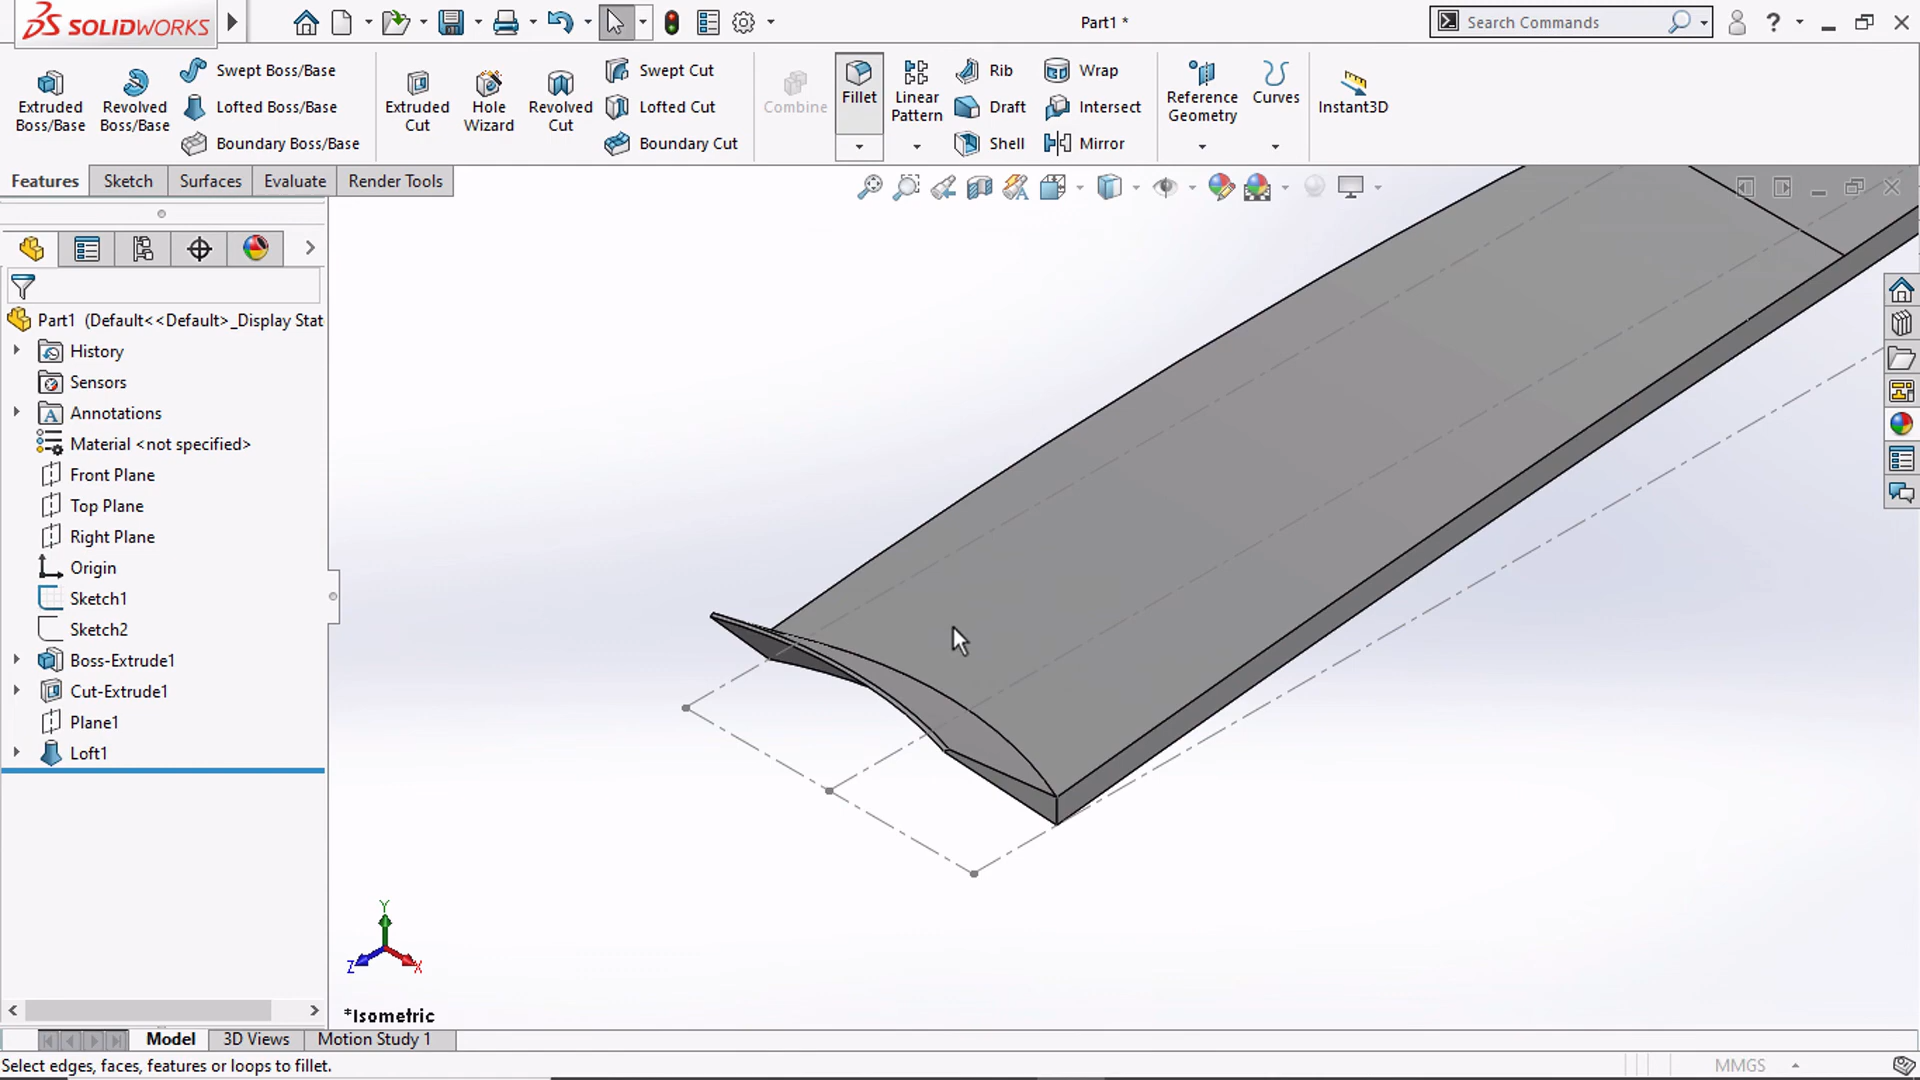 SOLIDWORKS
Part1 *
Search Commands
Extruded Boss/Base
Revolved Boss/Base
Swept Boss/Base
Lofted Boss/Base
Boundary Boss/Base
Extruded Cut
Hole Wizard
Revolved Cut
Swept Cut
Lofted Cut
Boundary Cut
Combine
Fillet
Linear Pattern
Rib
Draft
Shell
Wrap
Intersect
Mirror
Reference Geometry
Curves
Instant3D
Features
Sketch
Surfaces
Evaluate
Render Tools
Part1 (Default<<Default>_Display Stat
History
Sensors
Annotations
Material <not specified>
Front Plane
Top Plane
Right Plane
Origin
Sketch1
Sketch2
Boss-Extrude1
Cut-Extrude1
Plane1
Loft1
Y
Z
X
*Isometric
Model
3D Views
Motion Study 1
Select edges, faces, features or loops to fillet.
MMGS